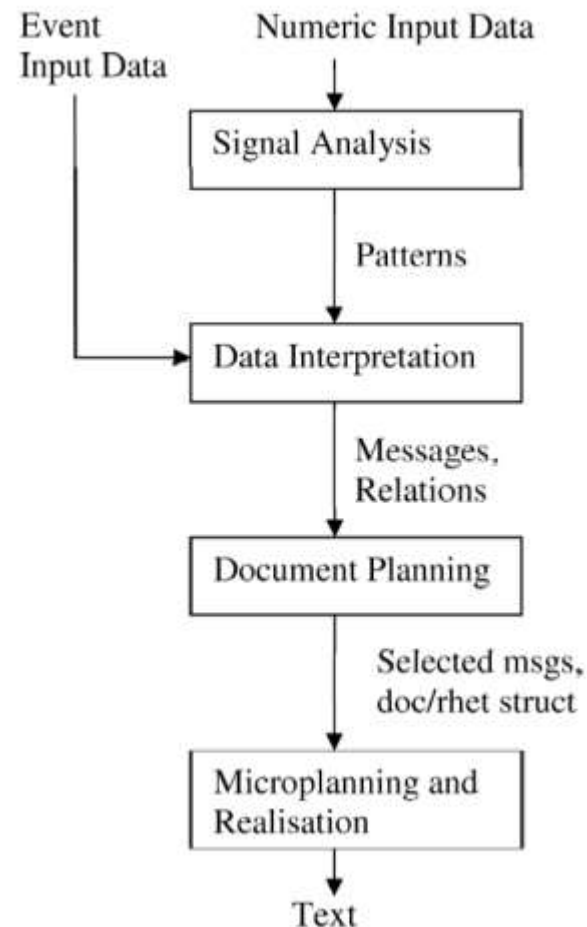 Event
Input Data
Numeric Input Data
Signal Analysis
Patterns
Data Interpretation
Messages,
Relations
Document Planning
Selected msgs,
doc/rhet struct
Microplanning and
Realisation
Text